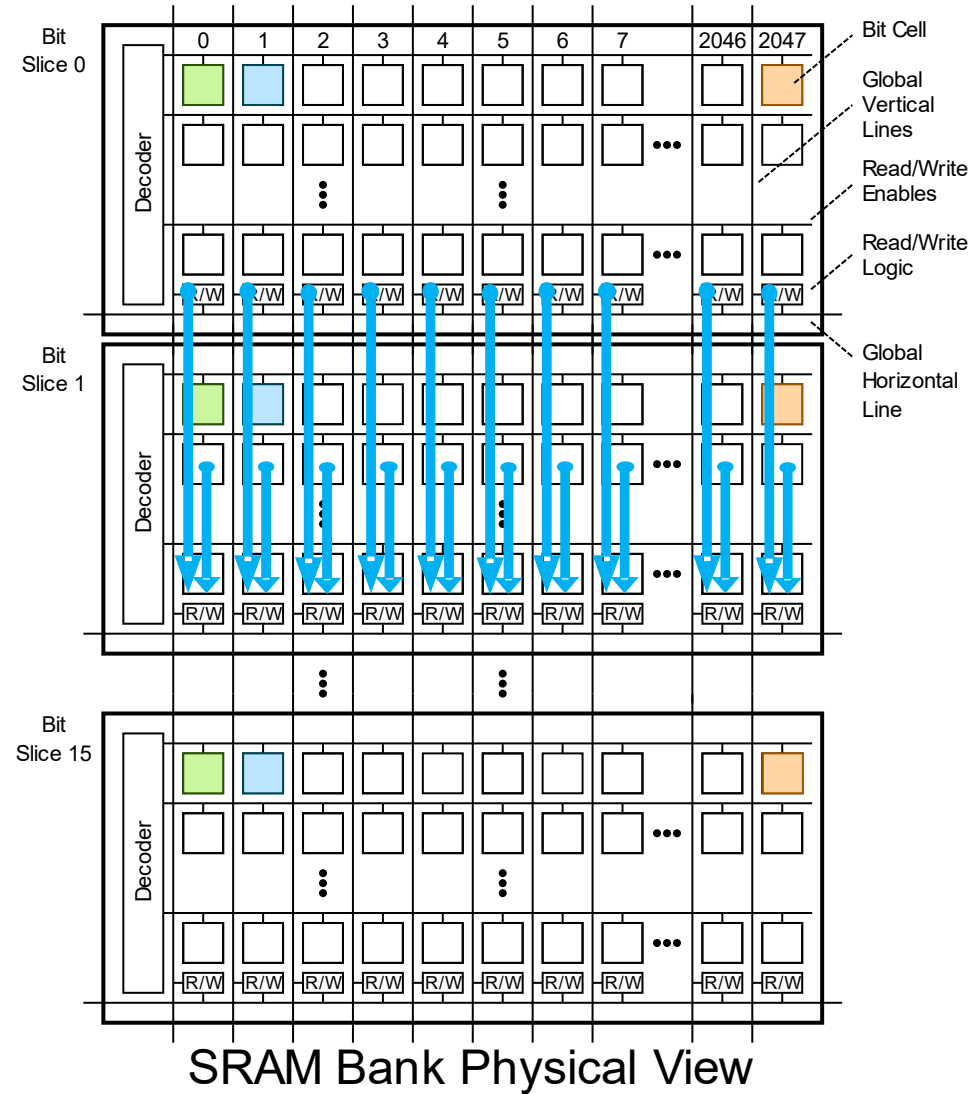 Bit
Slice 0
Decoder
0 1 2 3 4 5 6 7 2046 2047
R/W R/W R/W R/W R/W R/W R/W R/W R/W R/W
Bit Cell
Global
Vertical
Lines
Read/Write
Enables
Read/Write
Logic
Global
Horizontal
Line
Bit
Slice 1
Decoder
R/W R/W R/W R/W R/W R/W R/W R/W R/W R/W
Bit
Slice 15
Decoder
R/W R/W R/W R/W R/W R/W R/W R/W R/W R/W
SRAM Bank Physical View